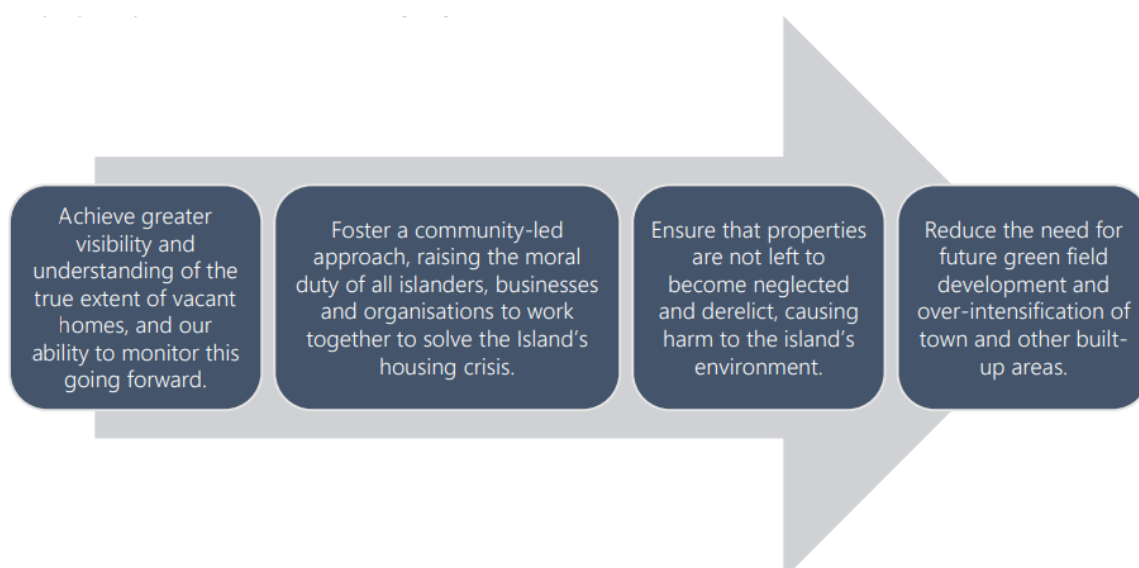 Achieve greater
visibility and
understanding of the
true extent of vacant
homes, and our
ability to monitor this
going forward.
Foster a community-led
approach, raising the moral
duty of all islanders, businesses
and organisations to work
together to solve the Island’s
housing crisis.
Ensure that properties
are not left to
become neglected
and derelict, causing
harm to the island’s
environment.
Reduce the need for
future green field
development and
over-intensification of
town and other built-
up areas.